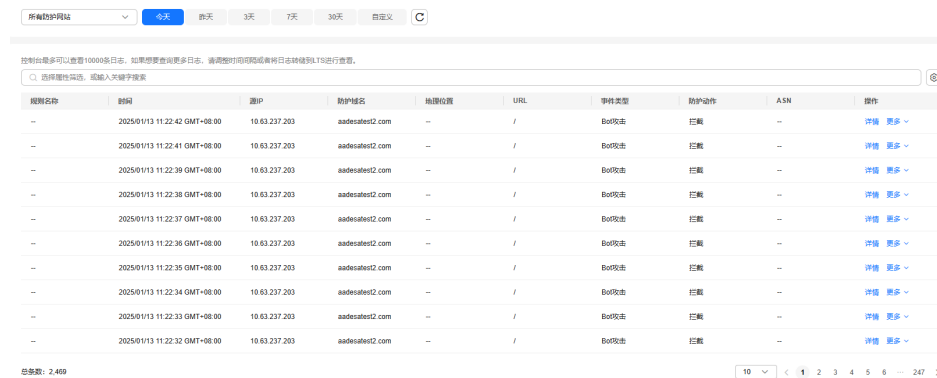 所有防护网站 今天 昨天 3天 7天 30天 自定义
控制台最多可以查看10000条日志，如果想要查询更多日志，请调整时间间隔或者将日志转储到LTS进行查看。
选择属性筛选，或输入关键字搜索
规则名称 时间 源IP 防护域名 地理位置 URL 事件类型 防护动作 ASN 操作
-- 2025/01/13 11:22:42 GMT+08:00 10.63.237.203 aadesatest2.com -- / Bot攻击 拦截 -- 详情 更多
-- 2025/01/13 11:22:41 GMT+08:00 10.63.237.203 aadesatest2.com -- / Bot攻击 拦截 -- 详情 更多
-- 2025/01/13 11:22:39 GMT+08:00 10.63.237.203 aadesatest2.com -- / Bot攻击 拦截 -- 详情 更多
-- 2025/01/13 11:22:38 GMT+08:00 10.63.237.203 aadesatest2.com -- / Bot攻击 拦截 -- 详情 更多
-- 2025/01/13 11:22:37 GMT+08:00 10.63.237.203 aadesatest2.com -- / Bot攻击 拦截 -- 详情 更多
-- 2025/01/13 11:22:36 GMT+08:00 10.63.237.203 aadesatest2.com -- / Bot攻击 拦截 -- 详情 更多
-- 2025/01/13 11:22:35 GMT+08:00 10.63.237.203 aadesatest2.com -- / Bot攻击 拦截 -- 详情 更多
-- 2025/01/13 11:22:34 GMT+08:00 10.63.237.203 aadesatest2.com -- / Bot攻击 拦截 -- 详情 更多
-- 2025/01/13 11:22:33 GMT+08:00 10.63.237.203 aadesatest2.com -- / Bot攻击 拦截 -- 详情 更多
-- 2025/01/13 11:22:32 GMT+08:00 10.63.237.203 aadesatest2.com -- / Bot攻击 拦截 -- 详情 更多
总条数：2,469 10 < 1 2 3 4 5 6 ... 247 >